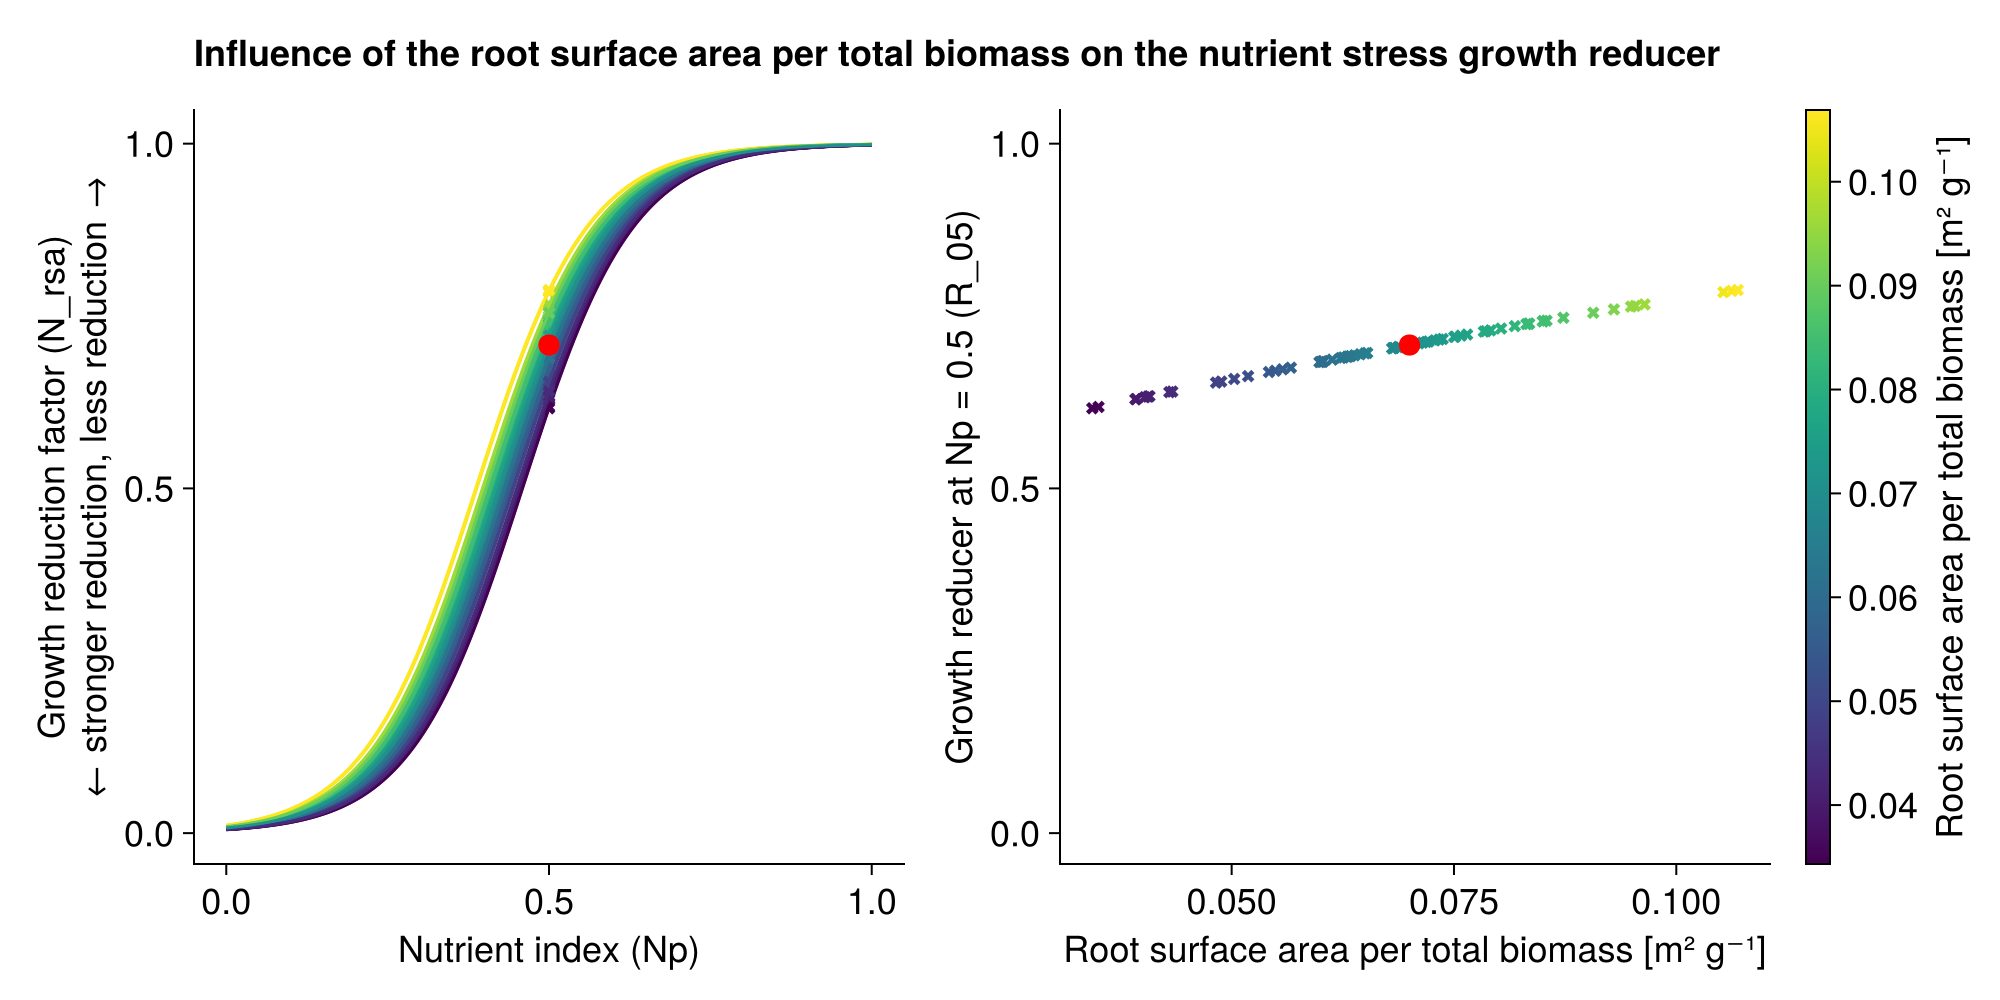 Influence of the root surface area per total biomass on the nutrient stress growth reducer
Growth reduction factor (N_rsa)
← stronger reduction, less reduction →
1.0
0.5
0.0
0.0
0.5
1.0
Nutrient index (Np)
Growth reducer at Np = 0.5 (R_05)
1.0
0.5
0.0
0.050
0.075
0.100
Root surface area per total biomass [m² g⁻¹]
0.10
0.09
0.08
0.07
0.06
0.05
0.04
Root surface area per total biomass [m² g⁻¹]